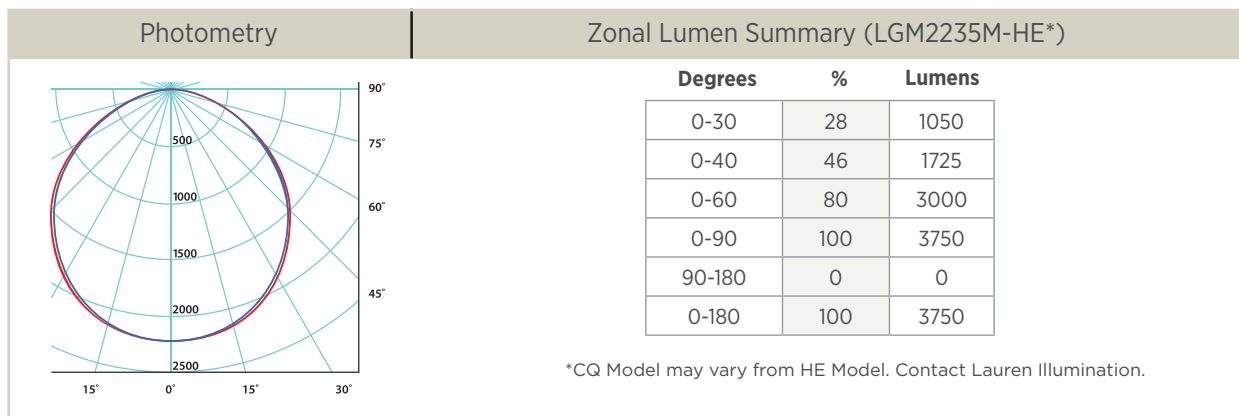 Photometry
Zonal Lumen Summary (LGM2235M-HE*)
90°
75°
60°
45°
500
1000
1500
2000
2500
15° 0° 15° 30°
Degrees % Lumens
0-30 28 1050
0-40 46 1725
0-60 80 3000
0-90 100 3750
90-180 0 0
0-180 100 3750
*CQ Model may vary from HE Model. Contact Lauren Illumination.